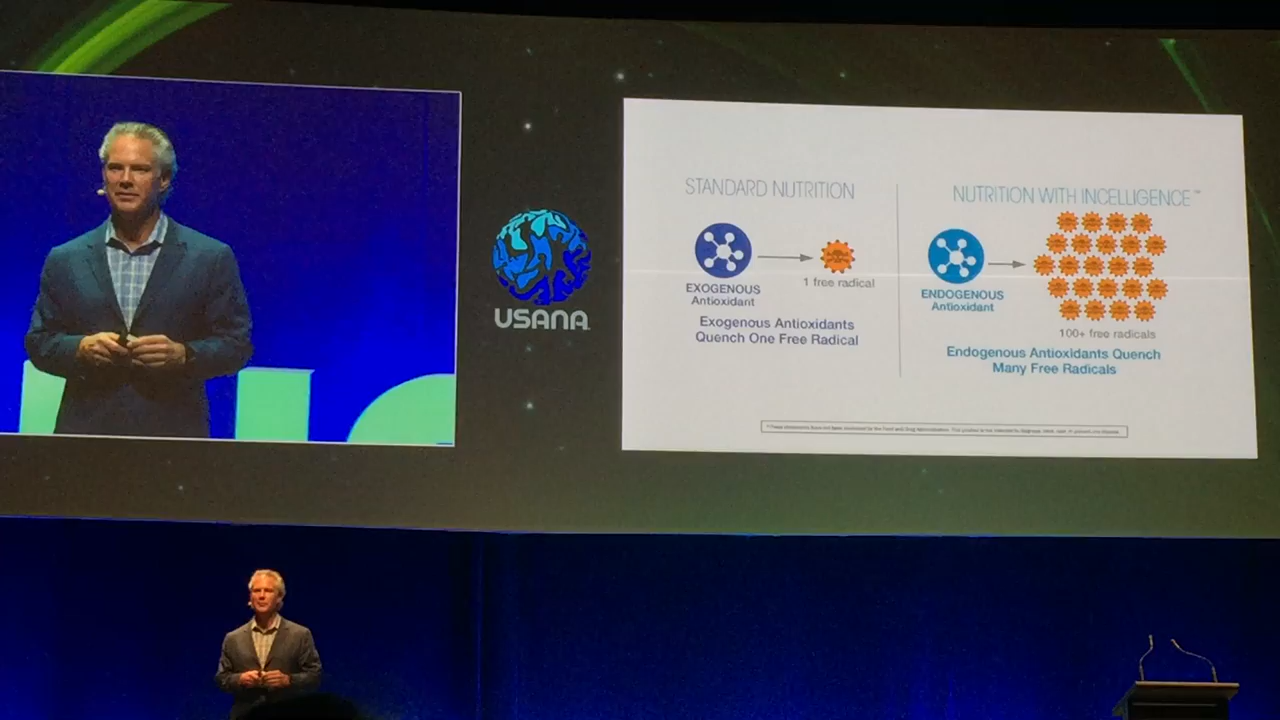 USANA
STANDARD NUTRITION
EXOGENOUS
Antioxidant
1 free radical
Exogenous Antioxidants
Quench One Free Radical
NUTRITION WITH INCELLIGENCE™
ENDOGENOUS
Antioxidant
100+ free radicals
Endogenous Antioxidants Quench
Many Free Radicals